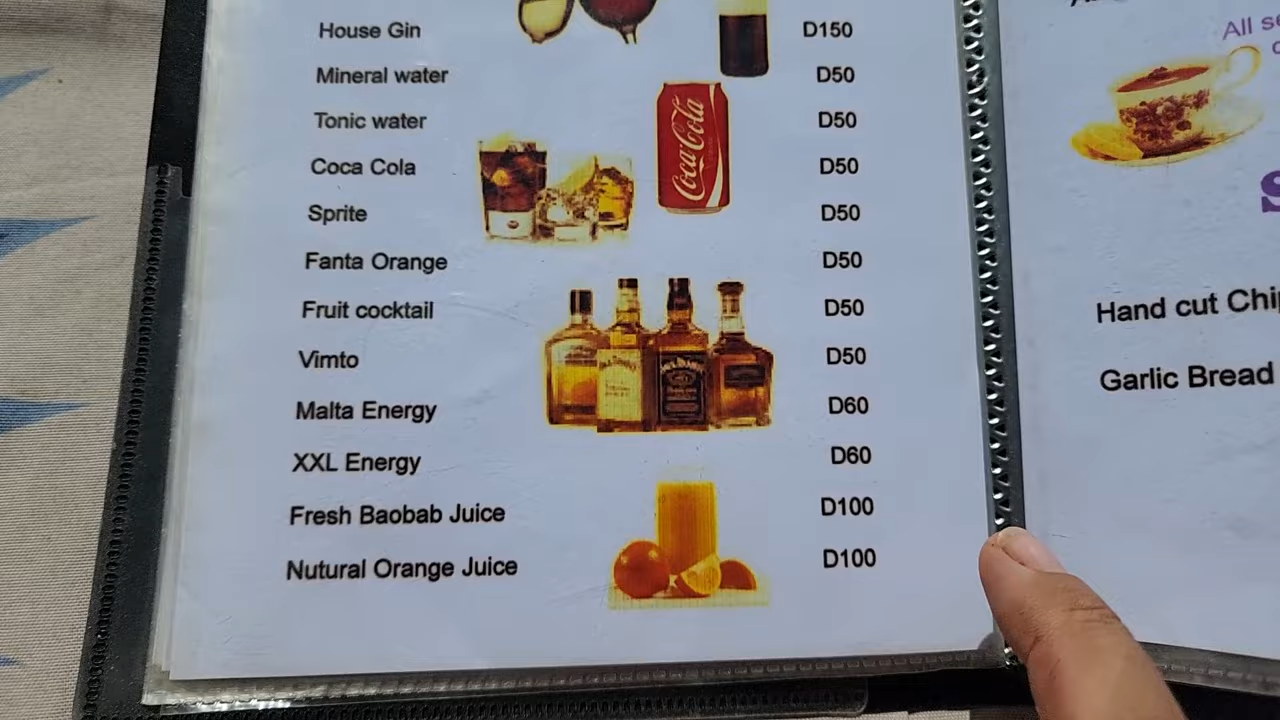 House Gin D150
Mineral water D50
Tonic water D50
Coca Cola D50
Sprite D50
Fanta Orange D50
Fruit cocktail D50
Vimto D50
Malta Energy D60
XXL Energy D60
Fresh Baobab Juice D100
Nutural Orange Juice D100
Coca-Cola
All
Hand cut
Garlic Bread